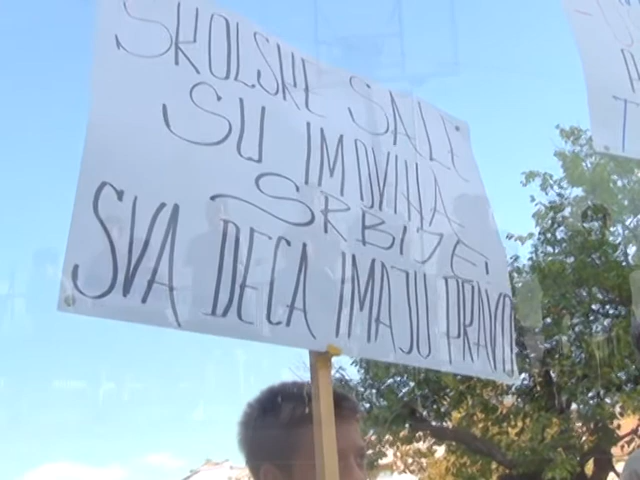 SKOLSKE SALE
SU IMOVINA
SRBIJE.
SVA DECA IMAJU PRAVO